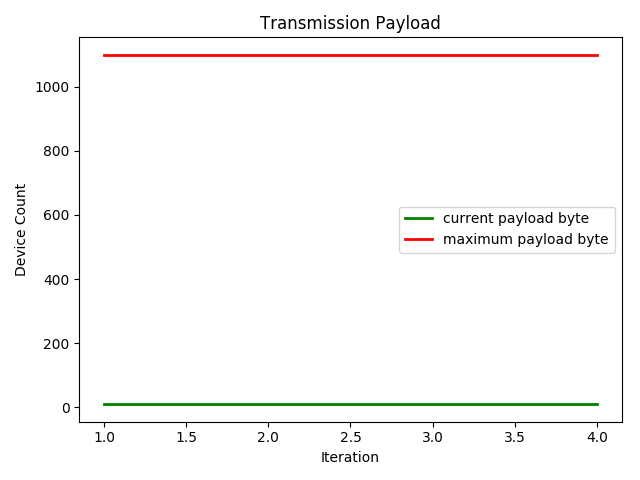 Transmission Payload
Device Count
1000
800
600
400
200
0
current payload byte
maximum payload byte
1.0 1.5 2.0 2.5 3.0 3.5 4.0
Iteration